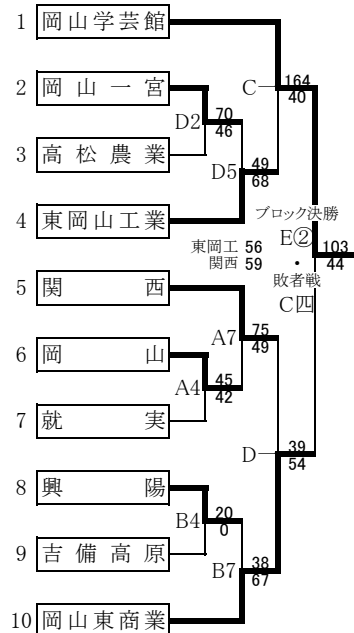 1 岡山学芸館
C一
164
40
2 岡山一宮
D2
70
46
3 高松農業
D5
49
68
4 東岡山工業
ブロック決勝
E②
103
44
・
敗者戦
C四
東岡工 56
関西 59
5 関西
A7
75
49
6 岡山
A4
45
42
7 就実
D一
39
54
8 興陽
B4
20
0
9 吉備高原
B7
38
67
10 岡山東商業